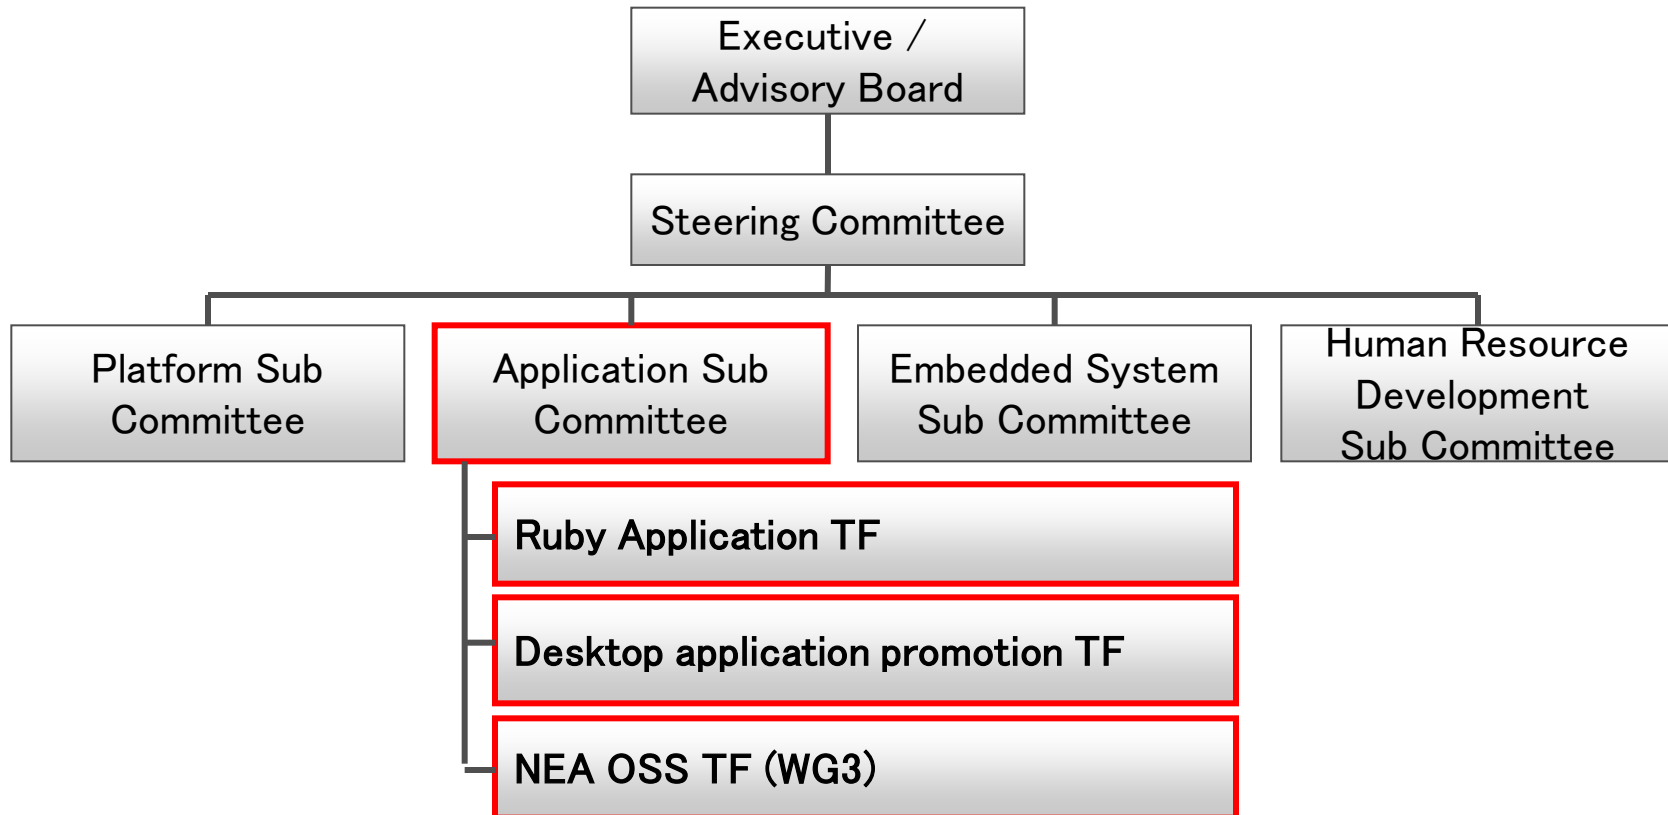 Executive /
Advisory Board
Steering Committee
Platform Sub
Committee
Application Sub
Committee
Embedded System
Sub Committee
Human Resource
Development
Sub Committee
Ruby Application TF
Desktop application promotion TF
NEA OSS TF (WG3)